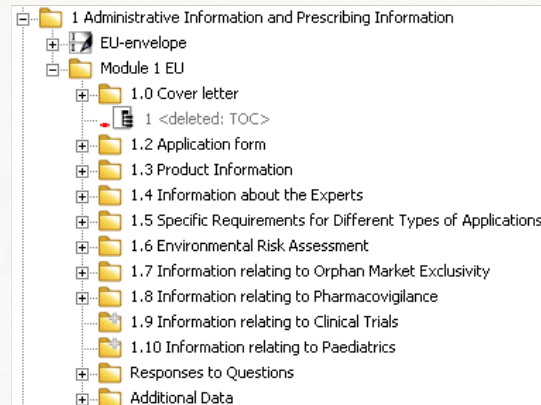 1 Administrative Information and Prescribing Information
EU-envelope
Module 1 EU
1.0 Cover letter
1 <deleted: TOC>
1.2 Application form
1.3 Product Information
1.4 Information about the Experts
1.5 Specific Requirements for Different Types of Applications
1.6 Environmental Risk Assessment
1.7 Information relating to Orphan Market Exclusivity
1.8 Information relating to Pharmacovigilance
1.9 Information relating to Clinical Trials
1.10 Information relating to Paediatrics
Responses to Questions
Additional Data